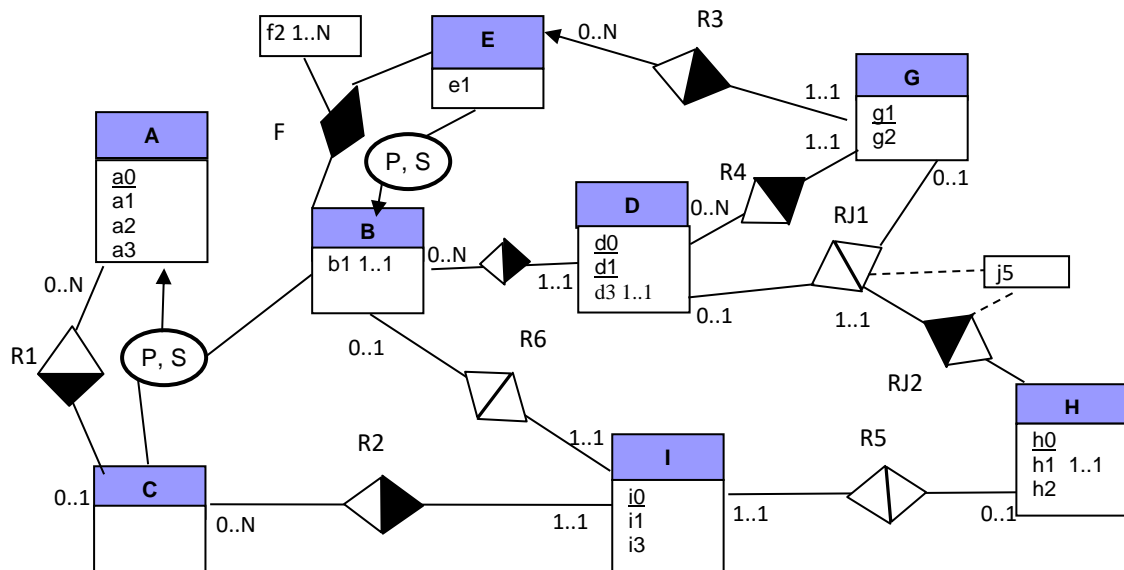 R3
f2 1..N
E
0..N
e1
G
1..1
g1
g2
F
A
P, S
1..1
R4
0..1
a0
a1
a2
a3
D
0..N
RJ1
B
d0
d1
d3 1..1
b1 1..1
0..N
1..1
j5
0..N
0..1
1..1
R1
P, S
0..1
R6
RJ2
H
h0
h1 1..1
h2
R2
1..1
I
R5
C
i0
i1
i3
0..1
0..N
1..1
1..1
0..1